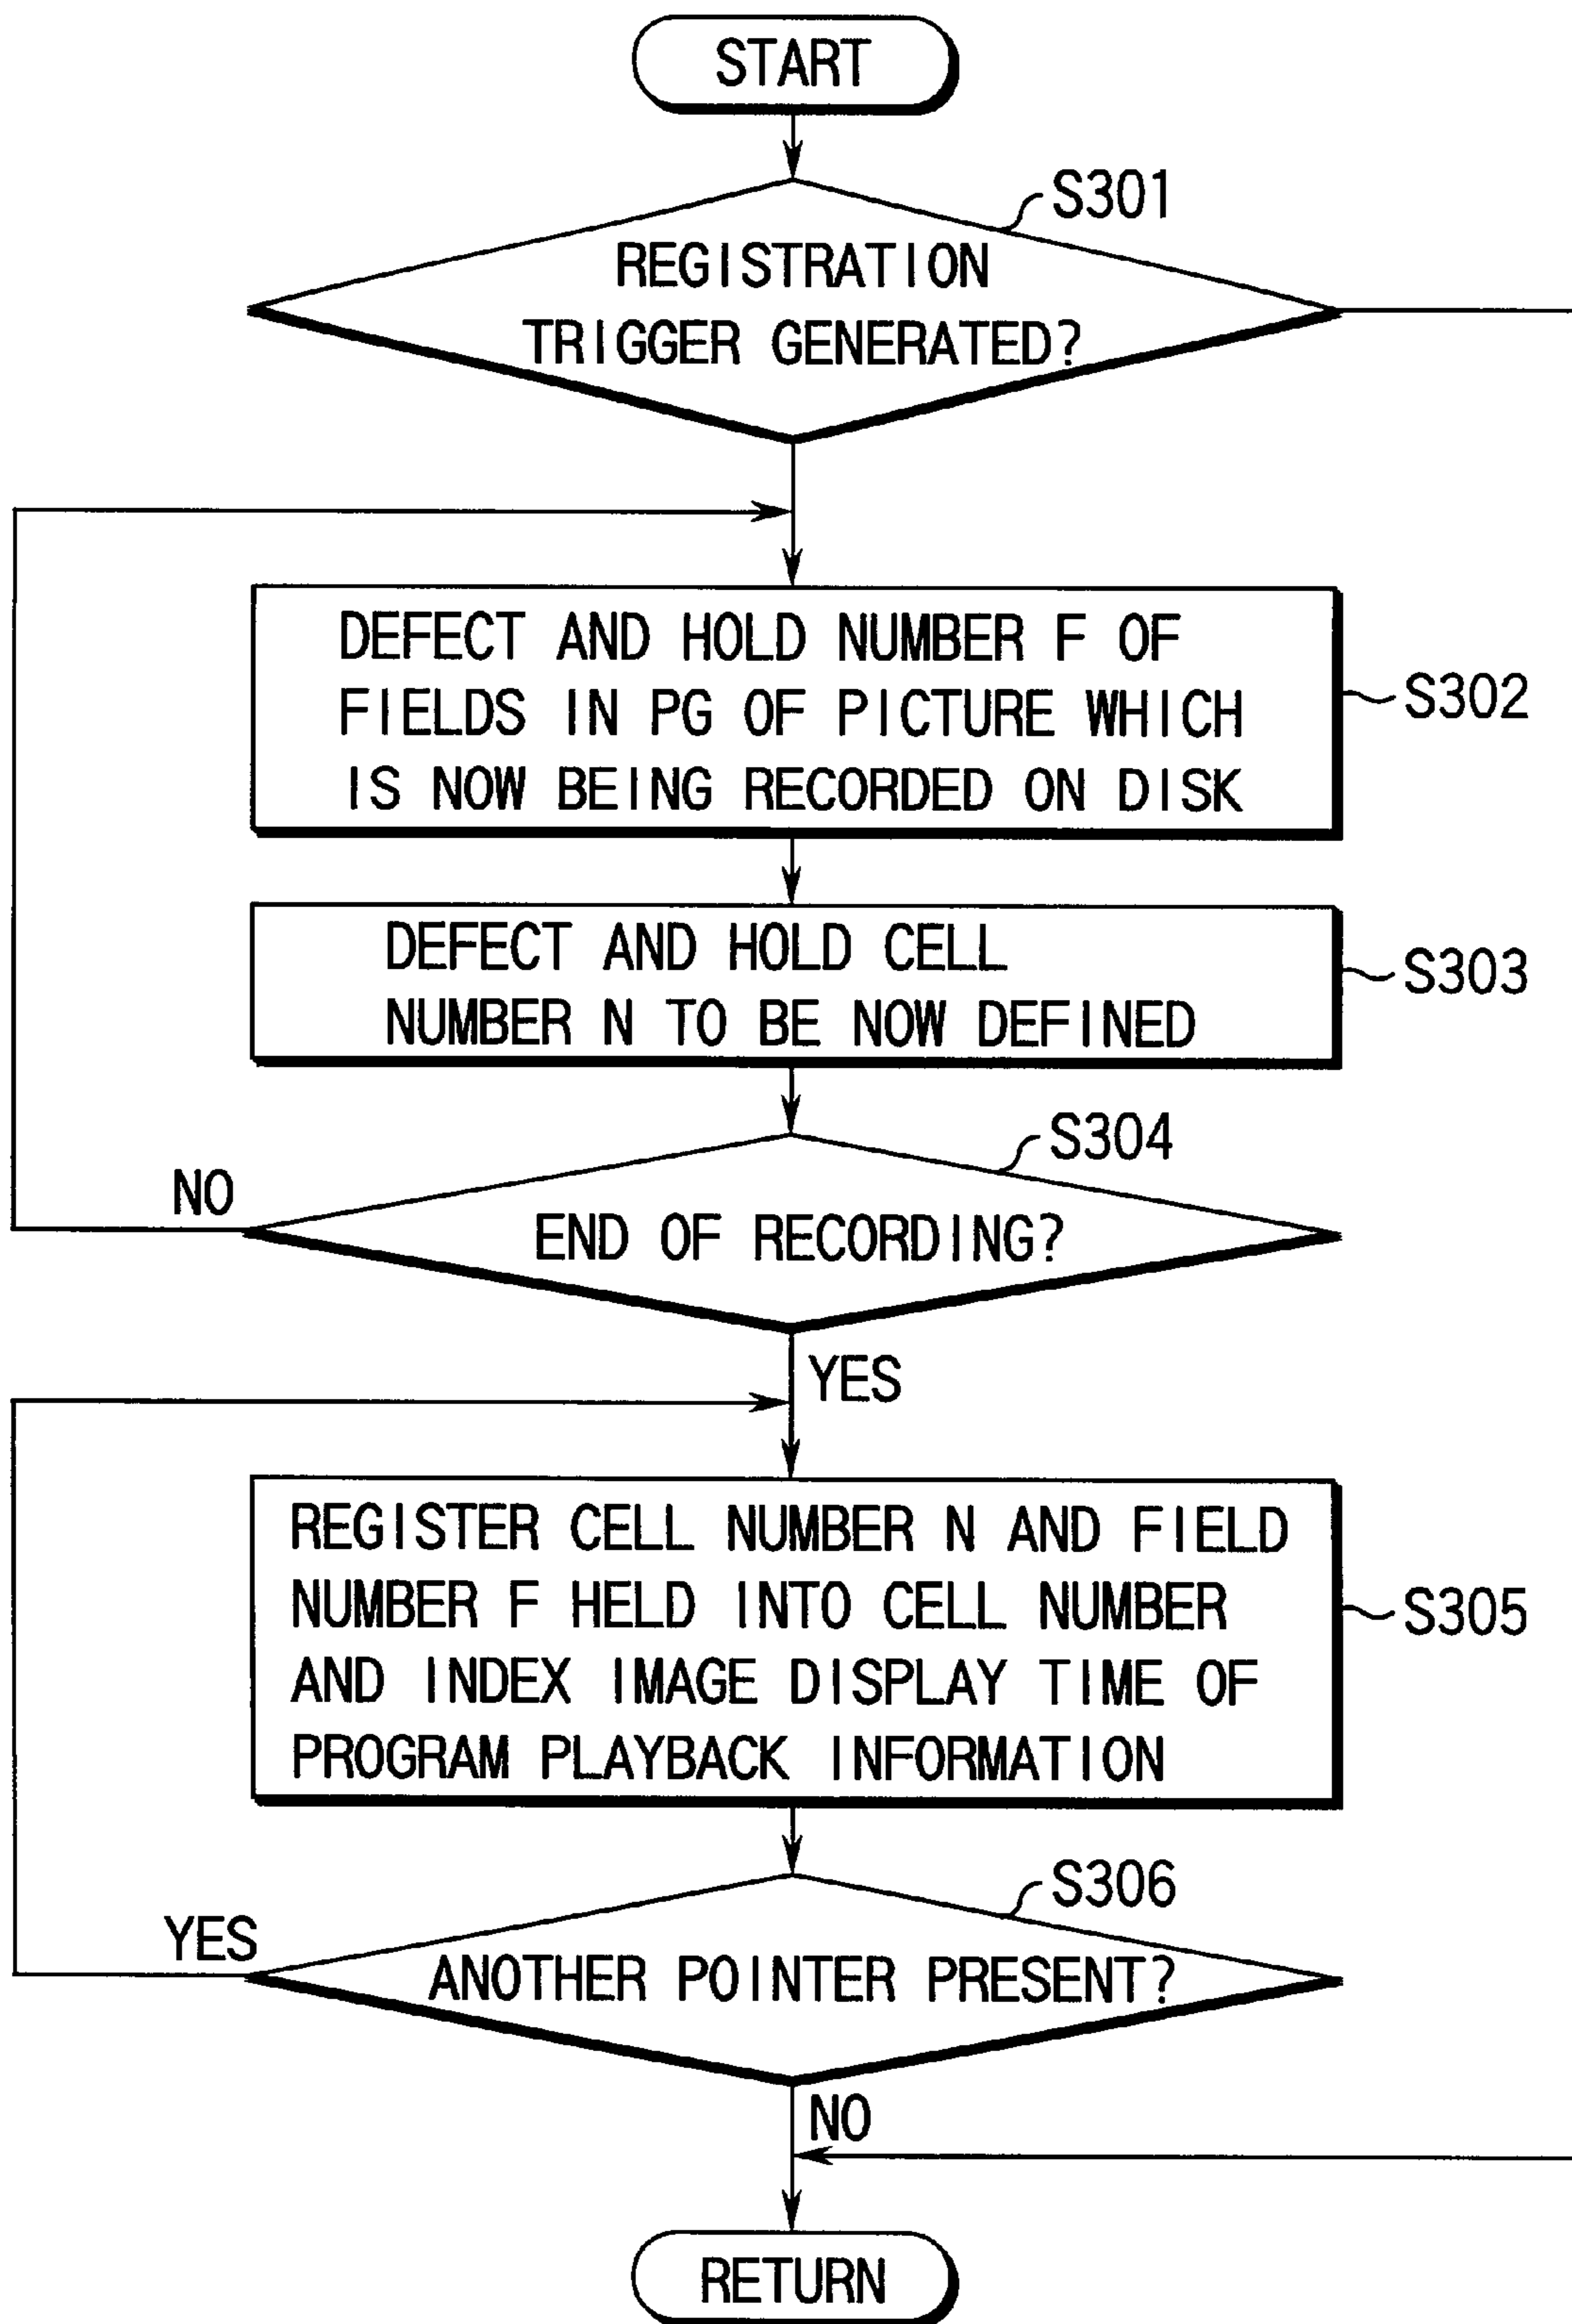 START
S301
REGISTRATION
TRIGGER GENERATED?
DEFECT AND HOLD NUMBER F OF
FIELDS IN PG OF PICTURE WHICH
IS NOW BEING RECORDED ON DISK
S302
DEFECT AND HOLD CELL
NUMBER N TO BE NOW DEFINED
S303
S304
NO
END OF RECORDING?
YES
REGISTER CELL NUMBER N AND FIELD
NUMBER F HELD INTO CELL NUMBER
AND INDEX IMAGE DISPLAY TIME OF
PROGRAM PLAYBACK INFORMATION
S305
S306
YES
ANOTHER POINTER PRESENT?
NO
RETURN